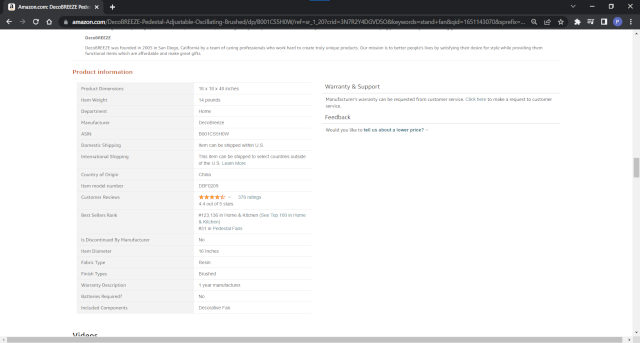 Amazon.com: DecoBREEZE Ped
amazon.com/DecoBREEZE-Pedestal-Adjustable-Oscillating-Brushed/dp/B001CS5H0W/ref=sr_1_20?crid=3N782Y4DGVDSO&keywords=stand+fan&qid=1651143070&sprefix=...
DecoBREEZE
DecoBREEZE was founded in 2003 in San Diego, California by a team of caring professionals who work hard to create truly unique products. Our mission is to better people's lives by satisfying their desire for style while providing them
functional items which are affordable and make great gifts.
Product information
Product Dimensions 18 x 18 x 40 inches
Item Weight 14 pounds
Department Home
Manufacturer DecoBreeze
ASIN B001CS5H0W
Domestic Shipping Item can be shipped within U.S.
International Shipping This item can be shipped to select countries outside
of the U.S. Learn More
Country of Origin China
Item model number DBF0209
Customer Reviews 378 ratings
4.4 out of 5 stars
Best Sellers Rank #123,136 in Home & Kitchen (See Top 100 in Home
& Kitchen)
in Pedestal Fans
Is Discontinued By Manufacturer No
Item Diameter 16 inches
Fabric Type Resin
Finish Types Brushed
Warranty Description 1 year manufacturer.
Batteries Required? No
Included Components Decorative Fan
Warranty & Support
Manufacturer's warranty can be requested from customer service. Click here to make a request to customer
service.
Feedback
Would you like to tell us about a lower price?
Videos